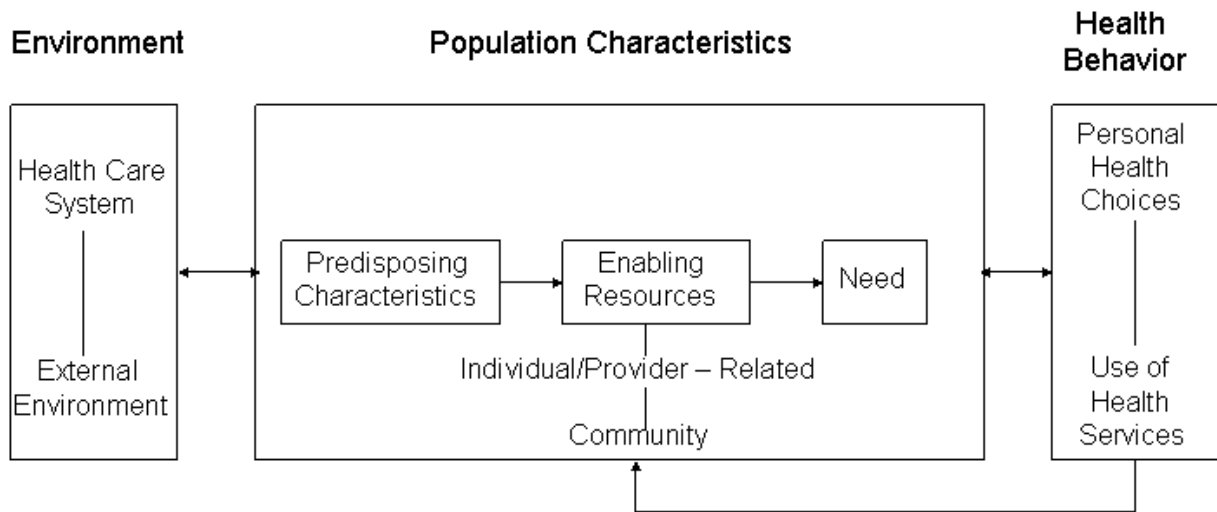 Environment
Population Characteristics
Health
Behavior
Health Care
System
External
Environment
Predisposing
Characteristics
Enabling
Resources
Need
Individual/Provider – Related
Community
Personal
Health
Choices
Use of
Health
Services